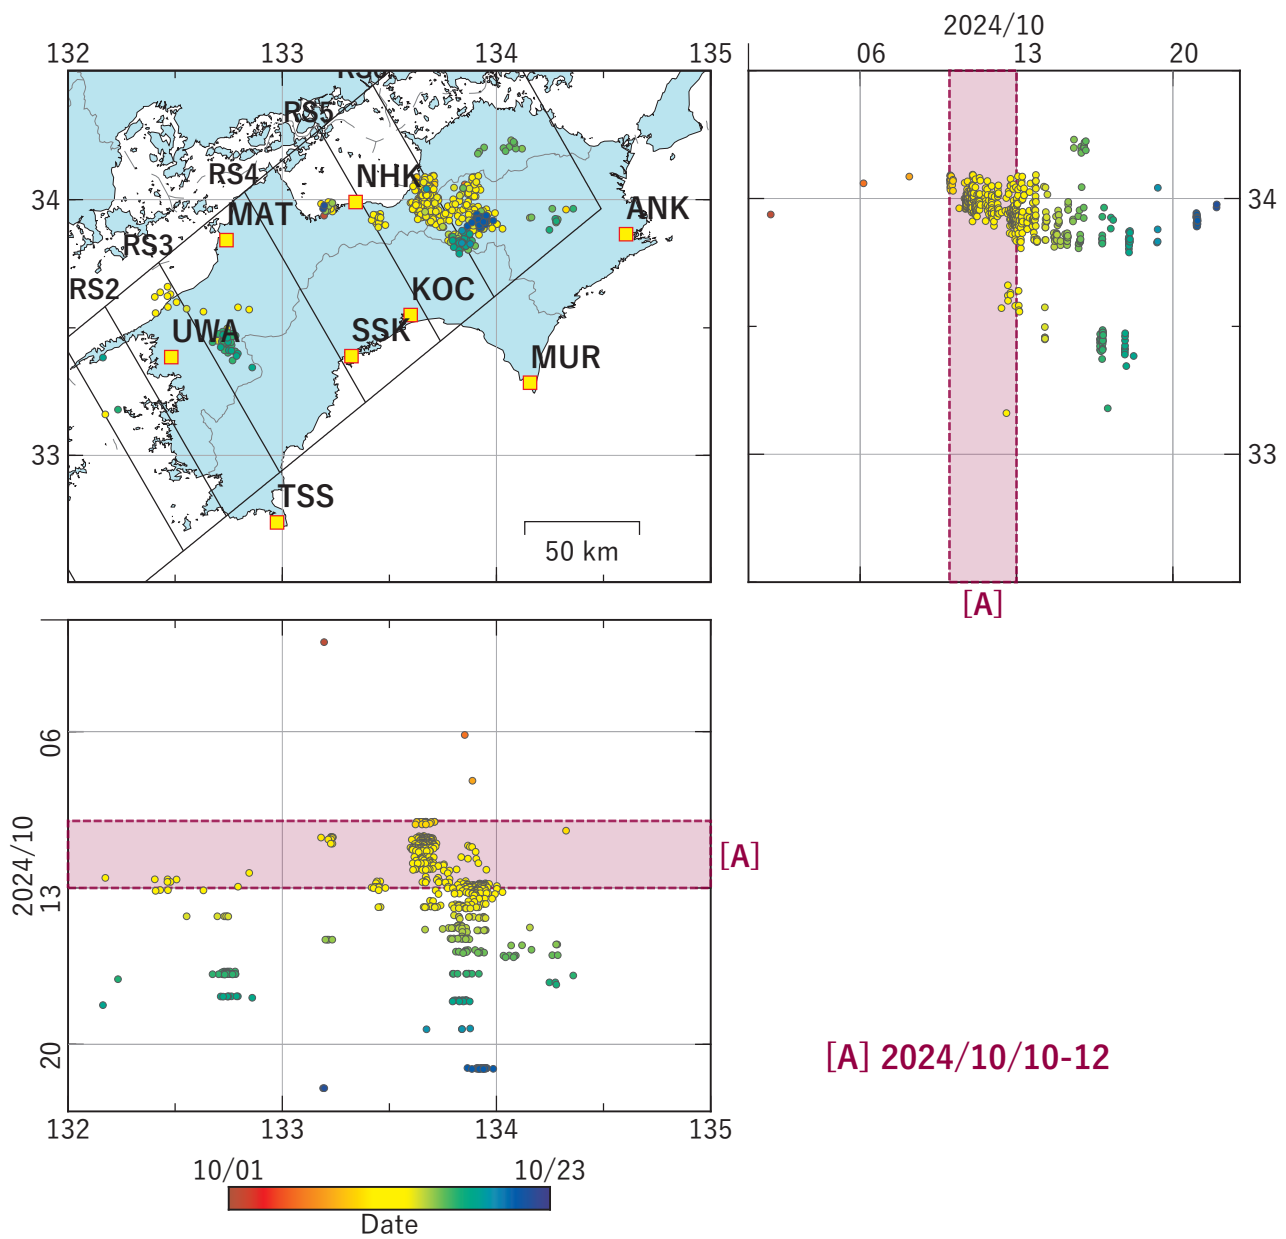 2024/10
132 133 134 135
06 13 20
RS6
RS5
RS4
NHK
34
MAT
ANK
34
RS3
RS2
KOC
UWA
SSK
MUR
33
33
TSS
50 km
[A]
06
[A]
13
2024/10
20
[A] 2024/10/10-12
132 133 134 135
10/01 10/23
Date